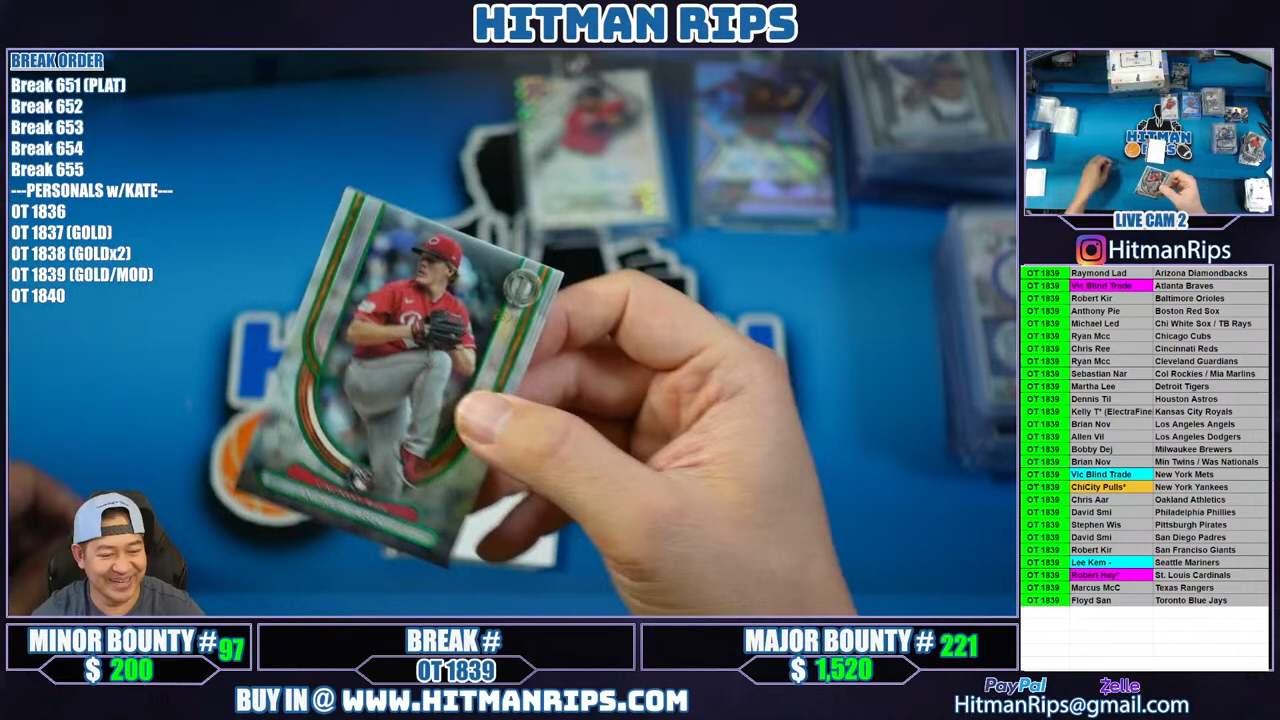 HITMAN RIPS
BREAK ORDER
Break 651 (PLAT)
Break 652
Break 653
Break 654
Break 655
---PERSONALS w/KATE---
OT 1836
OT 1837 (GOLD)
OT 1838 (GOLDx2)
OT 1839 (GOLD/MOD)
OT 1840
HITMAN
LIVE CAM 2
HitmanRips
OT 1839 Raymond Lad Arizona Diamondbacks
OT 1839 Vic Blind Trade Atlanta Braves
OT 1839 Robert Kir Baltimore Orioles
OT 1839 Anthony Pie Boston Red Sox
OT 1839 Michael Led Chi White Sox / TB Rays
OT 1839 Ryan Mcc Chicago Cubs
OT 1839 Chris Ree Cincinnati Reds
OT 1839 Ryan Mcc Cleveland Guardians
OT 1839 Sebastian Nar Col Rockies / Mia Marlins
OT 1839 Martha Lee Detroit Tigers
OT 1839 Dennis Til Houston Astros
OT 1839 Kelly T* (ElectraFine Kansas City Royals
OT 1839 Brian Nov Los Angeles Angels
OT 1839 Allen Vil Los Angeles Dodgers
OT 1839 Bobby Dej Milwaukee Brewers
OT 1839 Brian Nov Min Twins / Was Nationals
OT 1839 Vic Blind Trade New York Mets
OT 1839 ChiCity Pulls* New York Yankees
OT 1839 Chris Aar Oakland Athletics
OT 1839 David Smi Philadelphia Phillies
OT 1839 Stephen Wis Pittsburgh Pirates
OT 1839 David Smi San Diego Padres
OT 1839 Robert Kir San Franciso Giants
OT 1839 Lee Kem - Seattle Mariners
OT 1839 Robert Hay* St. Louis Cardinals
OT 1839 Marcus McC Texas Rangers
OT 1839 Floyd San Toronto Blue Jays
MINOR BOUNTY # 97
$ 200
BREAK #
OT 1839
MAJOR BOUNTY # 221
$ 1,520
BUY IN @ WWW.HITMANRIPS.COM
PayPal Zelle
HitmanRips@gmail.com